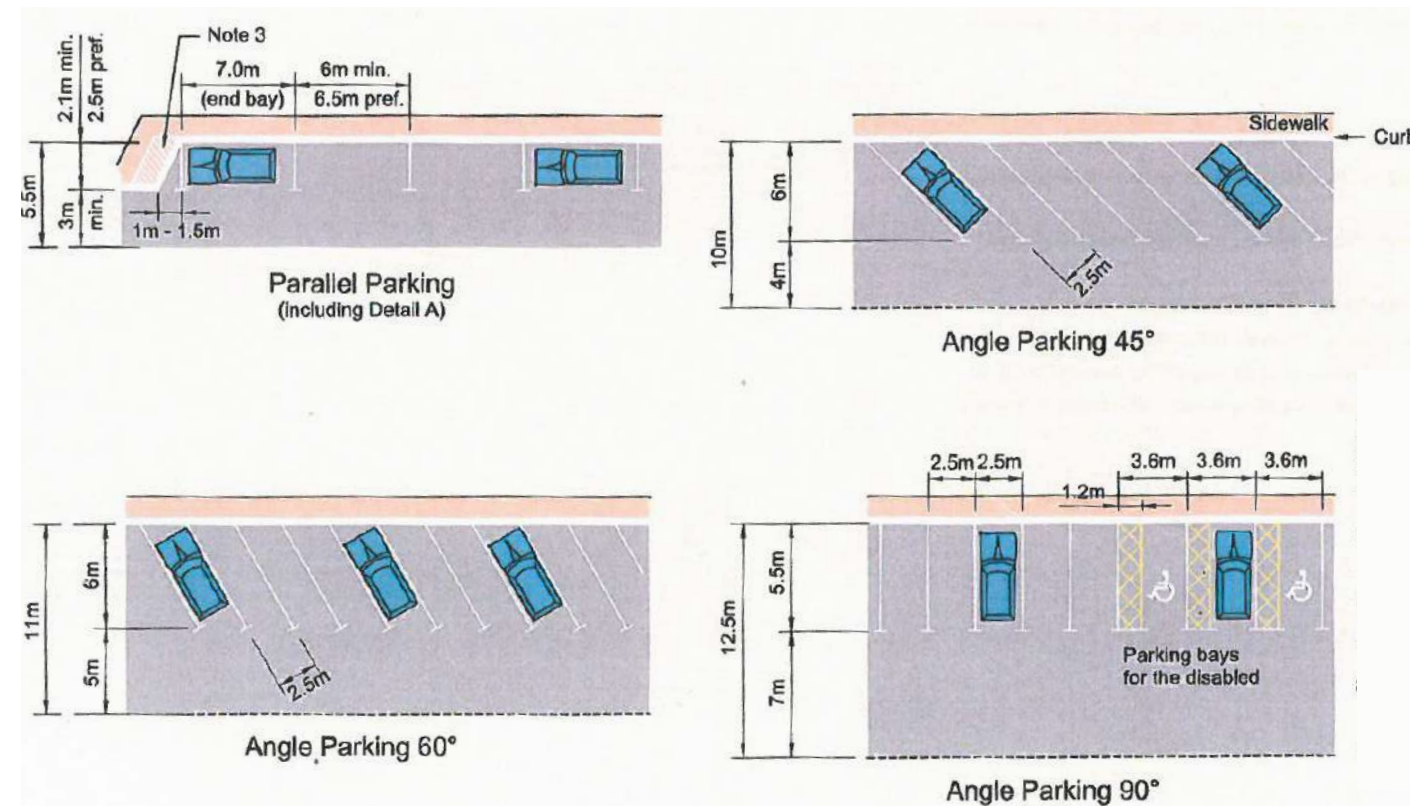 Note 3
2.1m min.
2.5m pref.
7.0m
(end bay)
6m min.
6.5m pref.
5.5m
3m
min.
1m - 1.5m
Parallel Parking
(including Detail A)
Sidewalk
Curb
10m
6m
4m
2.5m
Angle Parking 45°
11m
6m
5m
2.5m
Angle Parking 60°
2.5m 2.5m
3.6m 3.6m 3.6m
1.2m
12.5m
5.5m
7m
Parking bays
for the disabled
Angle Parking 90°